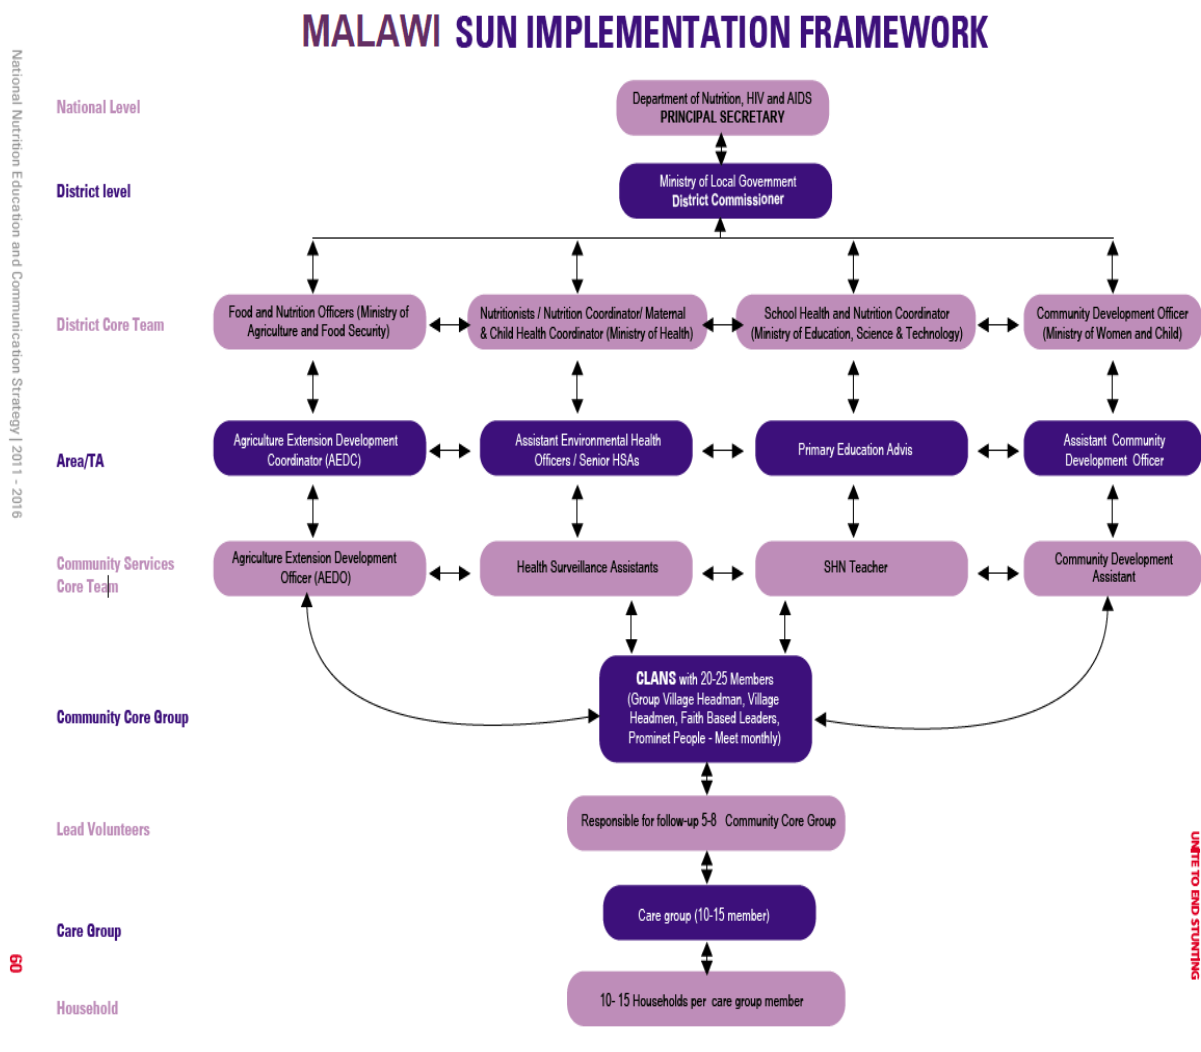 MALAWI SUN IMPLEMENTATION FRAMEWORK
National Nutrition Education and Communication Strategy | 2011 - 2016
60
National Level
Department of Nutrition, HIV and AIDS
PRINCIPAL SECRETARY
District level
Ministry of Local Government
District Commissioner
District Core Team
Food and Nutrition Officers (Ministry of
Agriculture and Food Security)
Nutritionists / Nutrition Coordinator/ Maternal
& Child Health Coordinator (Ministry of Health)
School Health and Nutrition Coordinator
(Ministry of Education, Science & Technology)
Community Development Officer
(Ministry of Women and Child)
Area/TA
Agriculture Extension Development
Coordinator (AEDC)
Assistant Environmental Health
Officers / Senior HSAs
Primary Education Advis
Assistant Community
Development Officer
Community Services
Core Team
Agriculture Extension Development
Officer (AEDO)
Health Surveillance Assistants
SHN Teacher
Community Development
Assistant
Community Core Group
CLANS with 20-25 Members
(Group Village Headman, Village
Headmen, Faith Based Leaders,
Prominet People - Meet monthly)
Lead Volunteers
Responsible for follow-up 5-8 Community Core Group
Care Group
Care group (10-15 member)
Household
10- 15 Households per care group member
UNITE TO END STUNTING